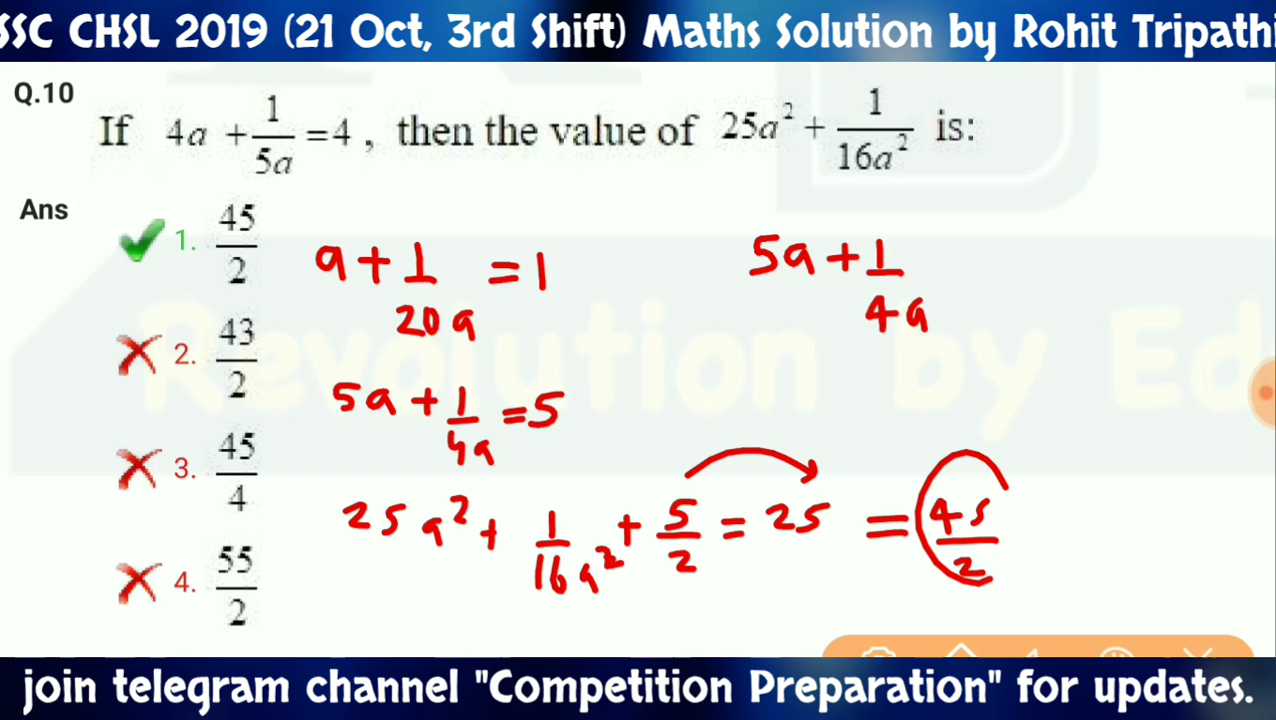 SSC CHSL 2019 (21 Oct, 3rd Shift) Maths Solution by Rohit Tripathi
Q.10
If 4a + 1/5a = 4 , then the value of 25a² + 1/16a² is:
Ans
1. 45/2
a + 1/20a = 1
5a + 1/4a
2. 43/2
5a + 1/4a = 5
3. 45/4
25a² + 1/16a² + 5/2 = 25 = 45/2
4. 55/2
Revolution by Ed
join telegram channel "Competition Preparation" for updates.